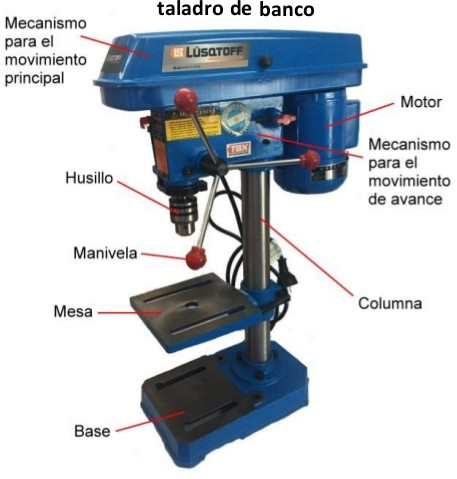 taladro de banco
Mecanismo
para el
movimiento
principal
LÜSQTOFF
Motor
Mecanismo
para el
movimiento
de avance
TBK
Husillo
Manivela
Columna
Mesa
Base